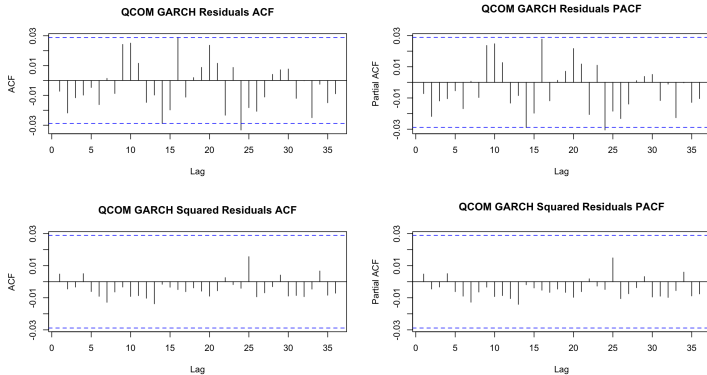 QCOM GARCH Residuals ACF
ACF
0.03
0.01
-0.01
-0.03
0 5 10 15 20 25 30 35
Lag
QCOM GARCH Residuals PACF
Partial ACF
0.03
0.01
-0.01
-0.03
0 5 10 15 20 25 30 35
Lag
QCOM GARCH Squared Residuals ACF
ACF
0.03
0.01
-0.01
-0.03
0 5 10 15 20 25 30 35
Lag
QCOM GARCH Squared Residuals PACF
Partial ACF
0.03
0.01
-0.01
-0.03
0 5 10 15 20 25 30 35
Lag